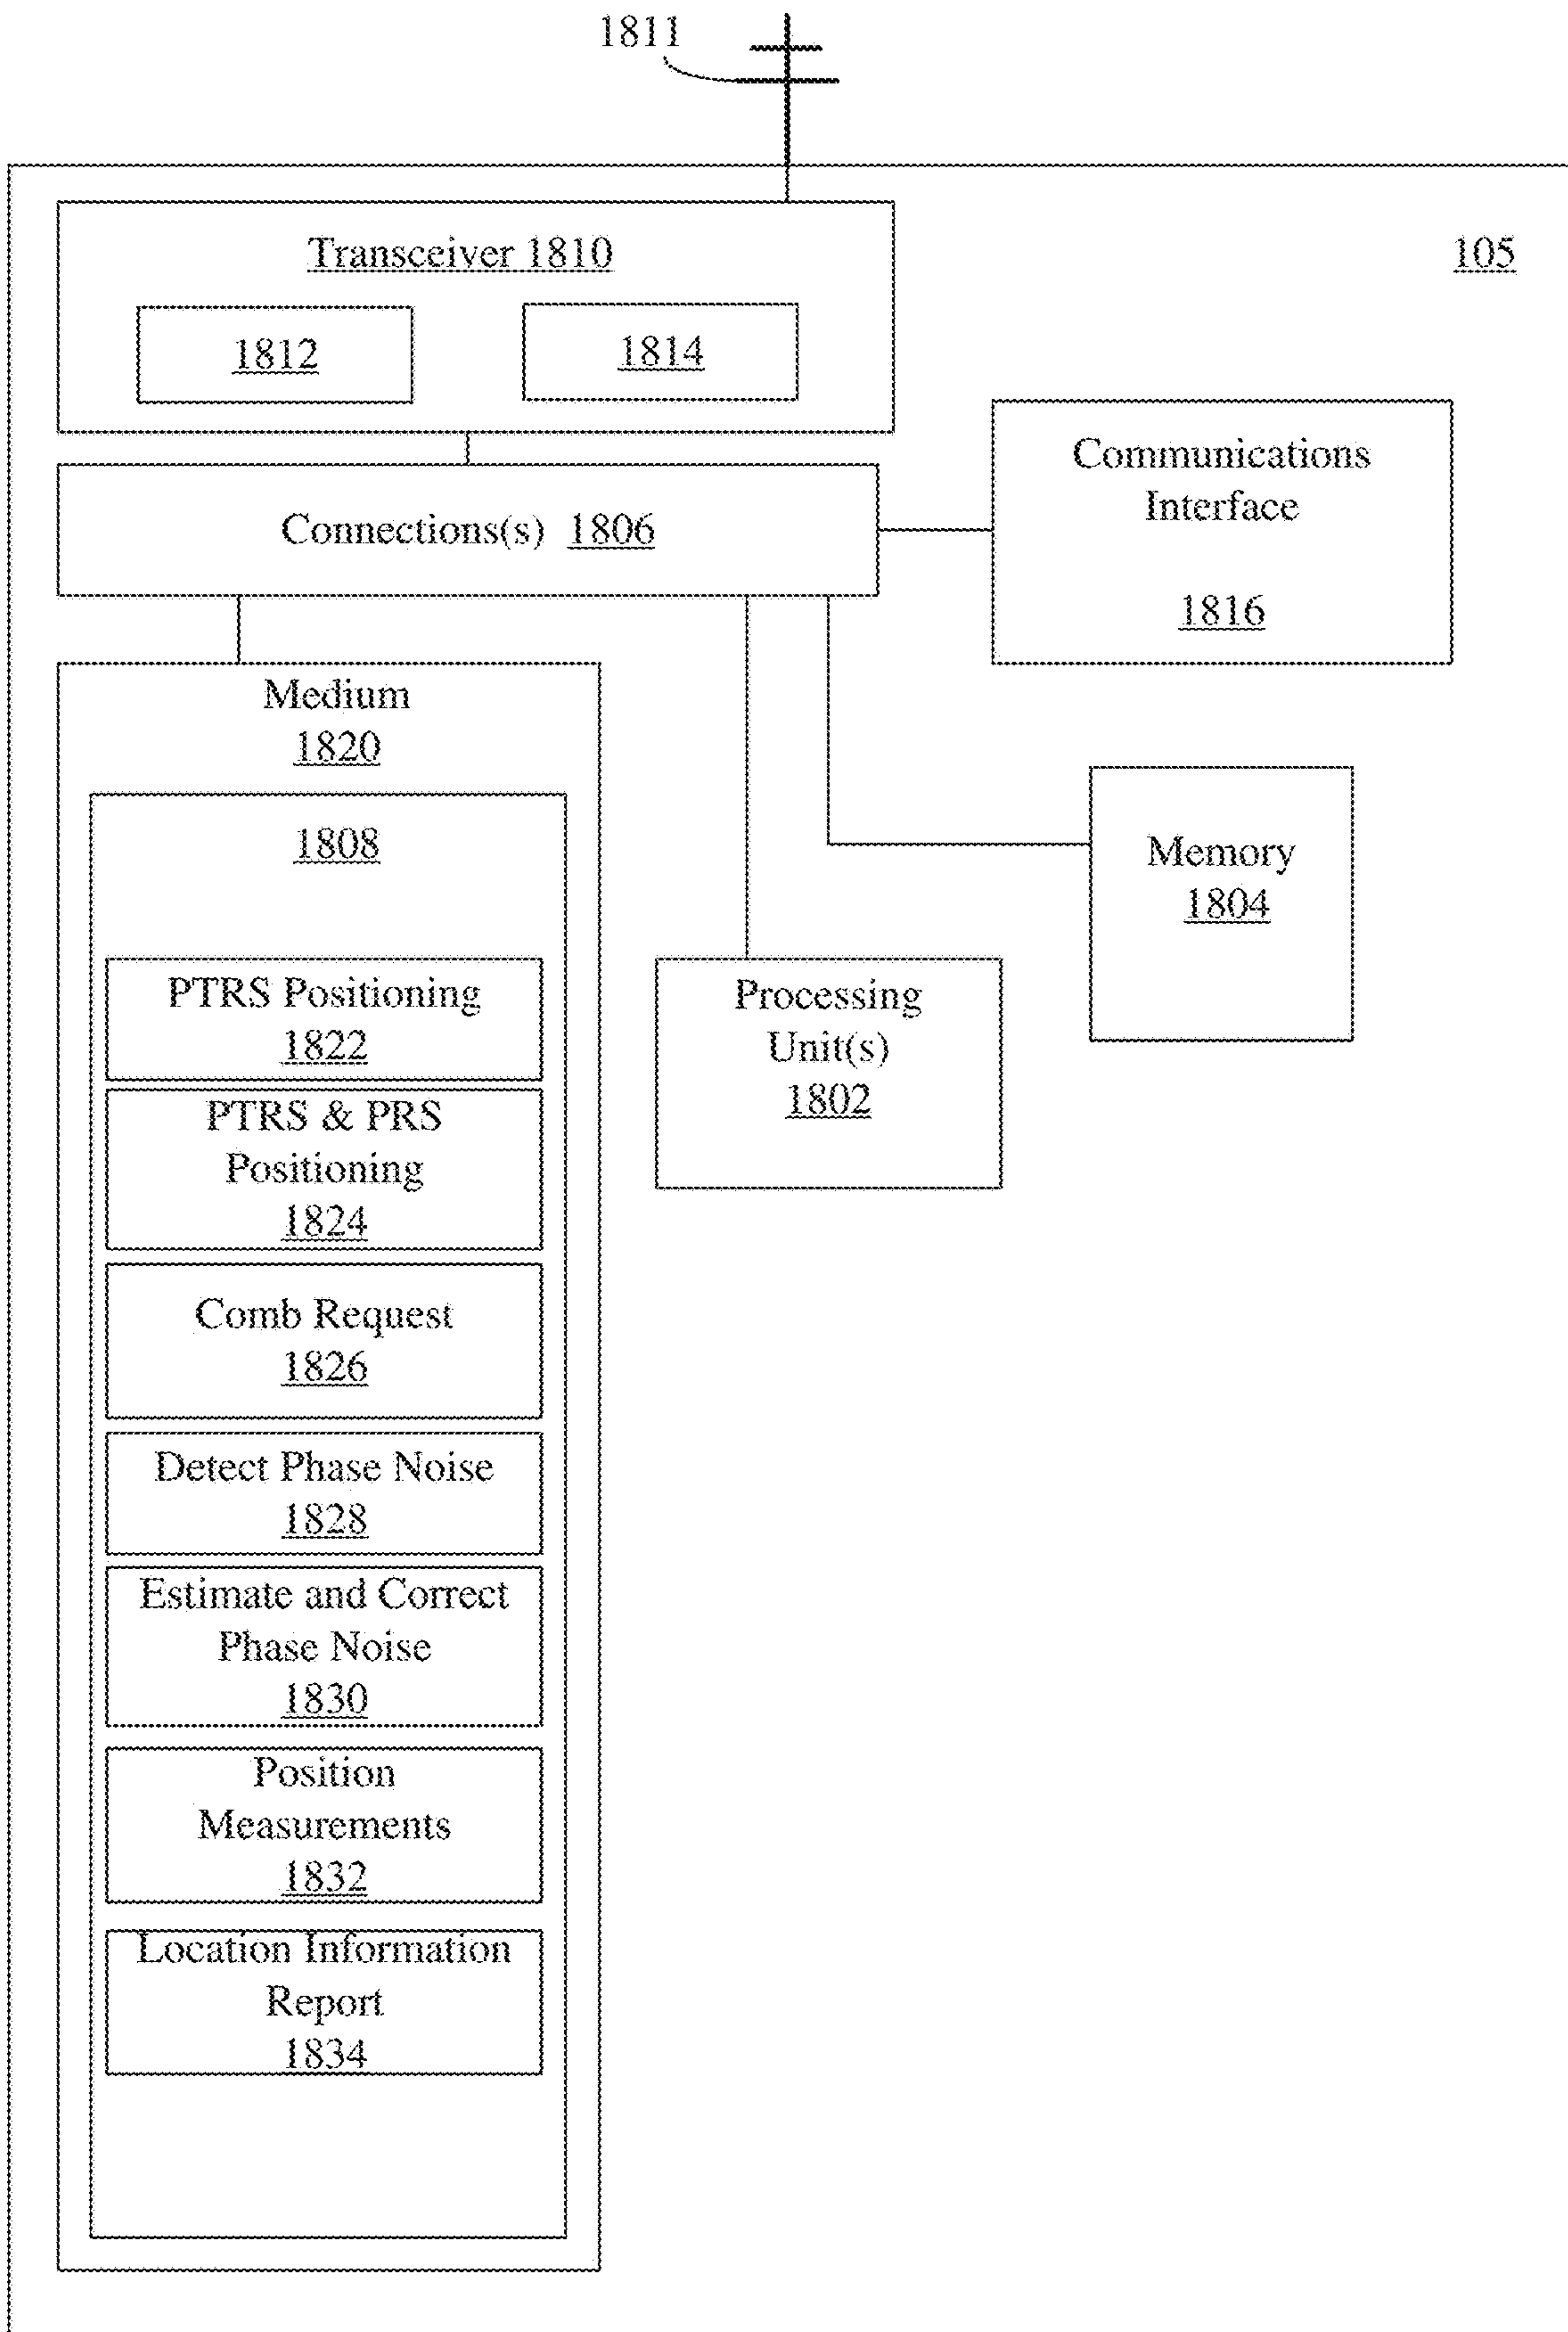 1811
105
Transceiver 1810
1812
1814
Connections(s) 1806
Communications
Interface
1816
Medium
1820
1808
PTRS Positioning
1822
PTRS & PRS
Positioning
1824
Comb Request
1826
Detect Phase Noise
1828
Estimate and Correct
Phase Noise
1830
Position
Measurements
1832
Location Information
Report
1834
Processing
Unit(s)
1802
Memory
1804